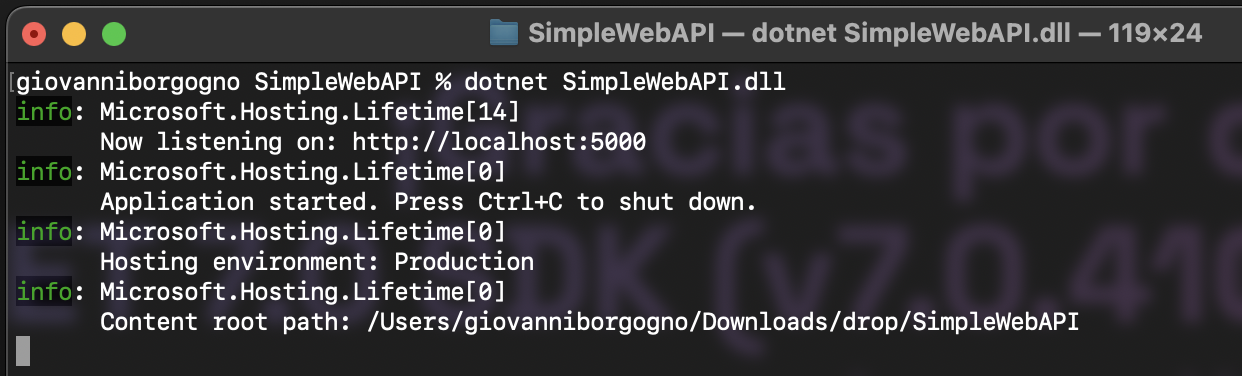 SimpleWebAPI — dotnet SimpleWebAPI.dll — 119×24
[giovanniborgogno SimpleWebAPI % dotnet SimpleWebAPI.dll
info: Microsoft.Hosting.Lifetime[14]
Now listening on: http://localhost:5000
info: Microsoft.Hosting.Lifetime[0]
Application started. Press Ctrl+C to shut down.
info: Microsoft.Hosting.Lifetime[0]
Hosting environment: Production
info: Microsoft.Hosting.Lifetime[0]
Content root path: /Users/giovanniborgogno/Downloads/drop/SimpleWebAPI